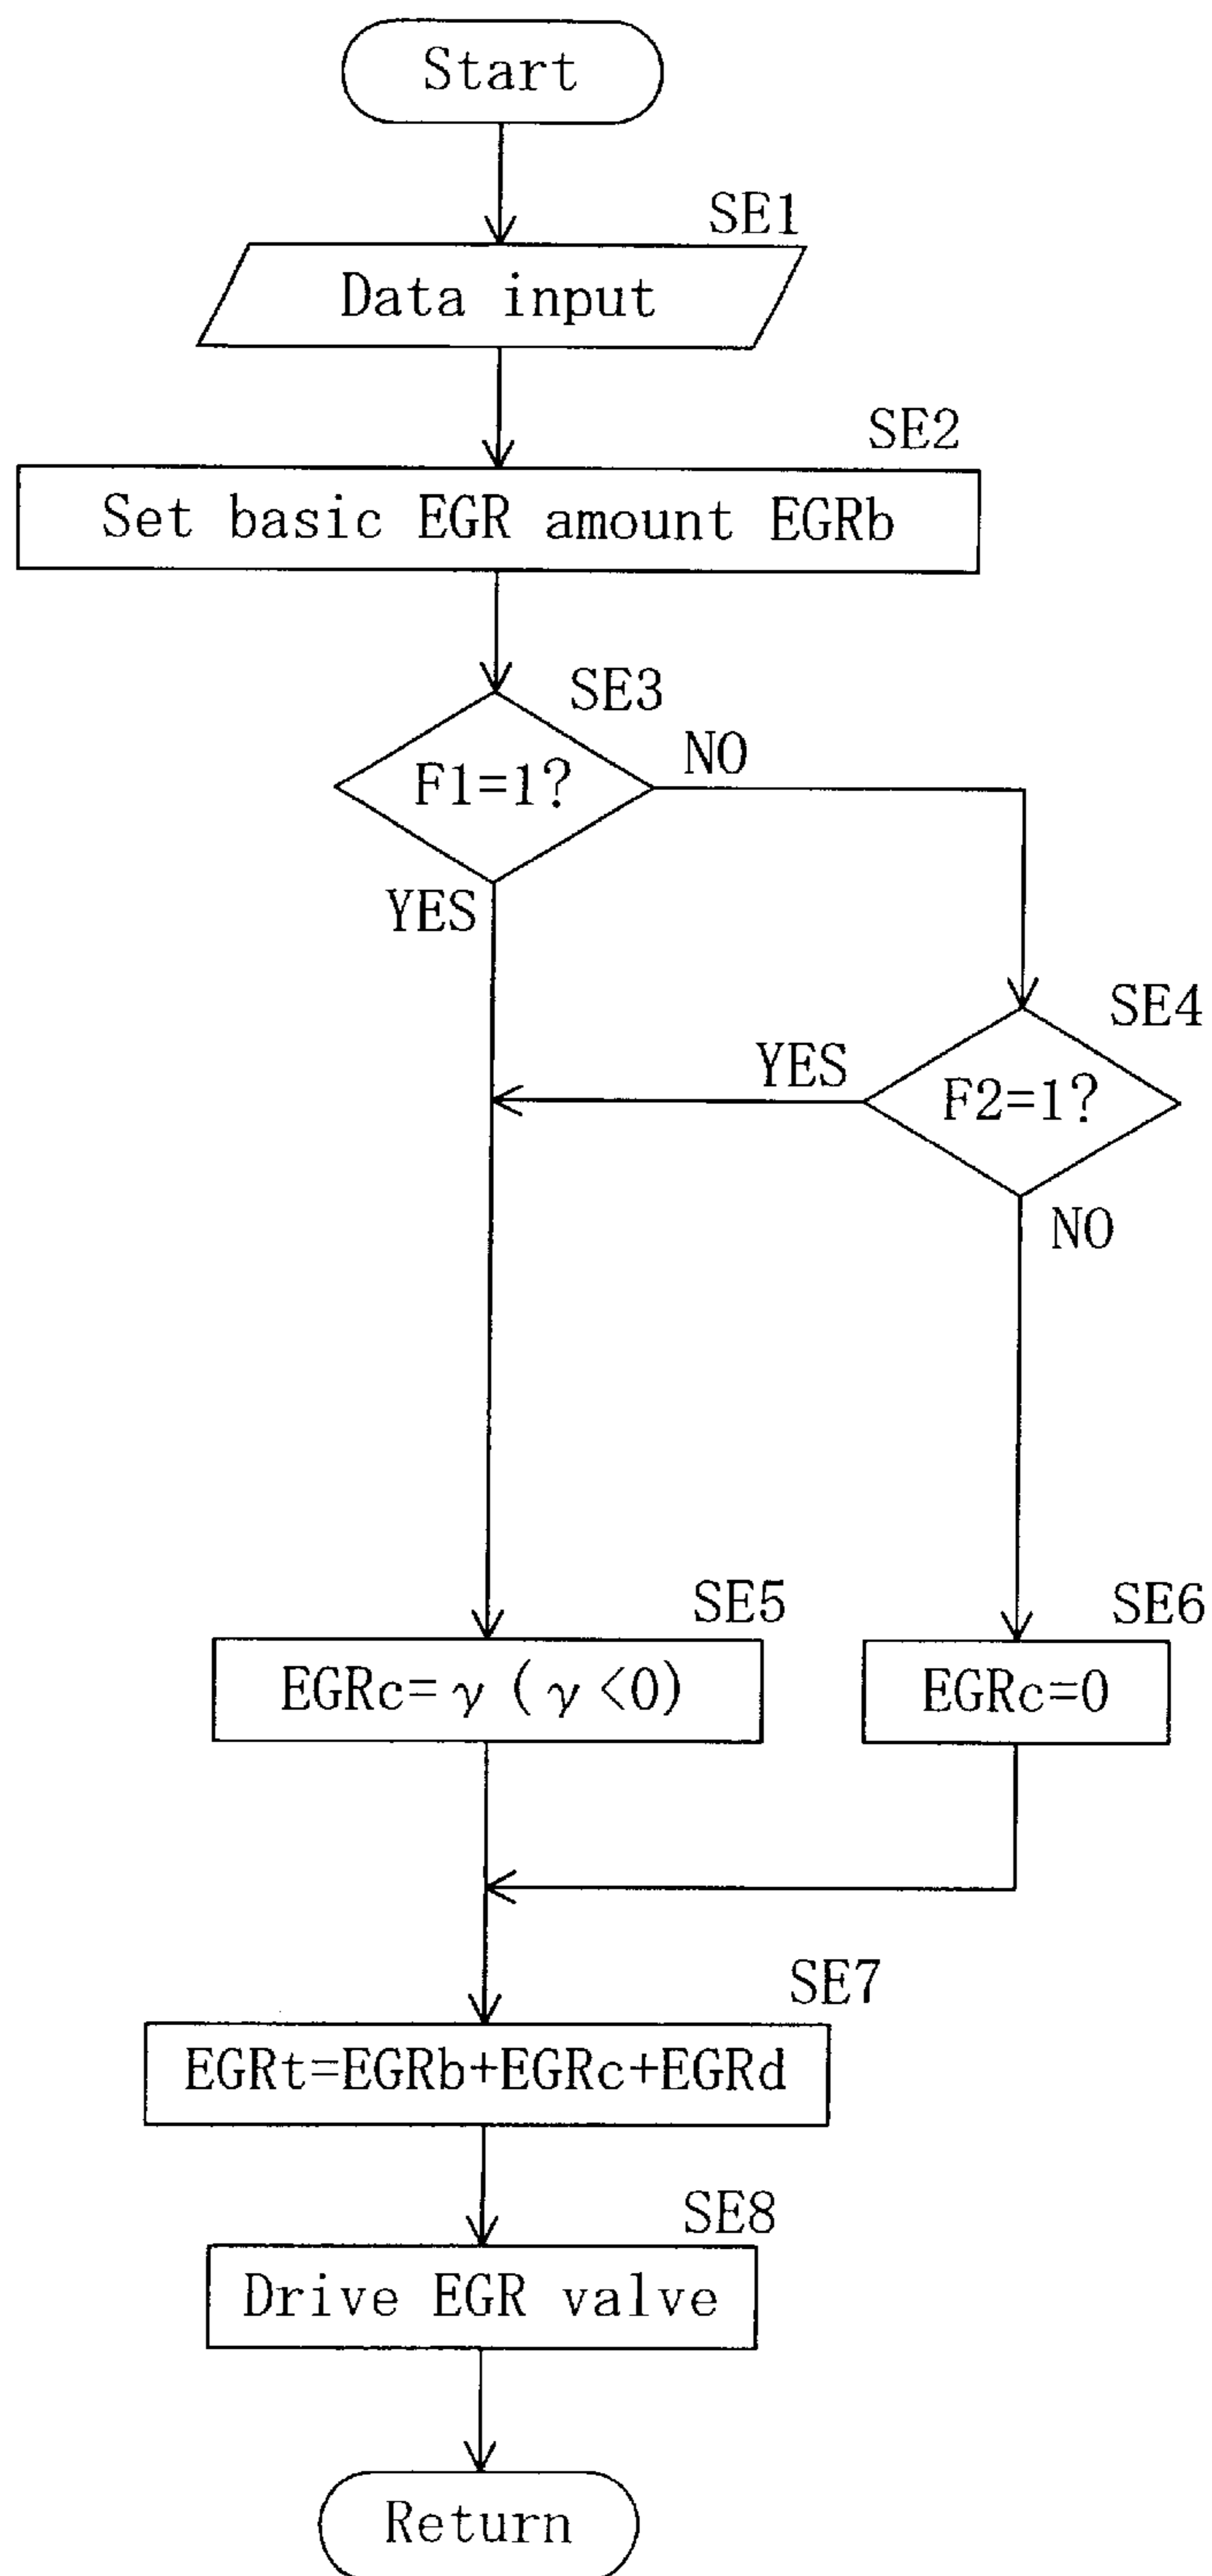 Start
SE1
Data input
SE2
Set basic EGR amount EGRb
SE3
F1=1?
NO
YES
SE4
YES
F2=1?
NO
SE5
SE6
EGRc=γ(γ<0)
EGRc=0
SE7
EGRt=EGRb+EGRc+EGRd
SE8
Drive EGR valve
Return